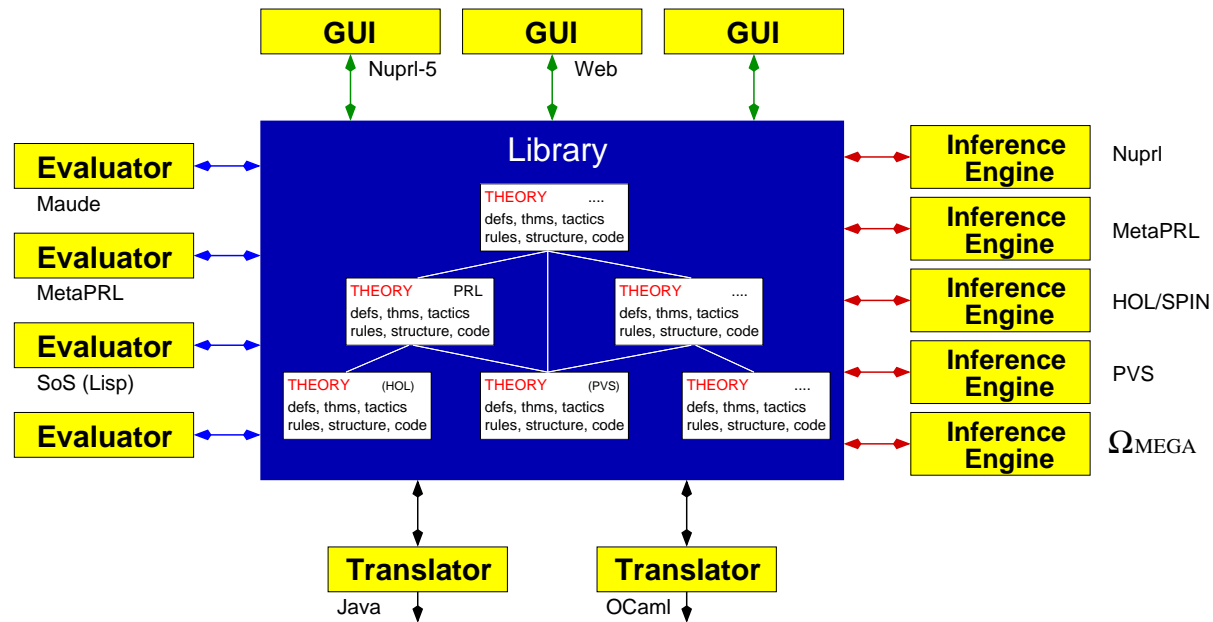 GUI
GUI
GUI
Nuprl-5
Web
Library
Evaluator
Maude
Evaluator
MetaPRL
Evaluator
SoS (Lisp)
Evaluator
THEORY ....
defs, thms, tactics
rules, structure, code
THEORY PRL
defs, thms, tactics
rules, structure, code
THEORY ....
defs, thms, tactics
rules, structure, code
THEORY (HOL)
defs, thms, tactics
rules, structure, code
THEORY (PVS)
defs, thms, tactics
rules, structure, code
THEORY ....
defs, thms, tactics
rules, structure, code
Inference
Engine
Nuprl
Inference
Engine
MetaPRL
Inference
Engine
HOL/SPIN
Inference
Engine
PVS
Inference
Engine
ΩMEGA
Translator
Java
Translator
OCaml